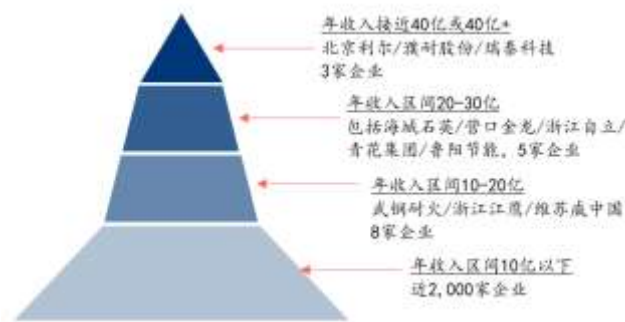 年收入接近40亿或40亿+
北京利尔/濮耐股份/瑞泰科技
3家企业
年收入区间20-30亿
包括海城石英/营口金龙/浙江自立/
青花集团/鲁阳节能，5家企业
年收入区间10-20亿
武钢耐火/浙江江鹰/维苏威中国
8家企业
年收入区间10亿以下
近2,000家企业